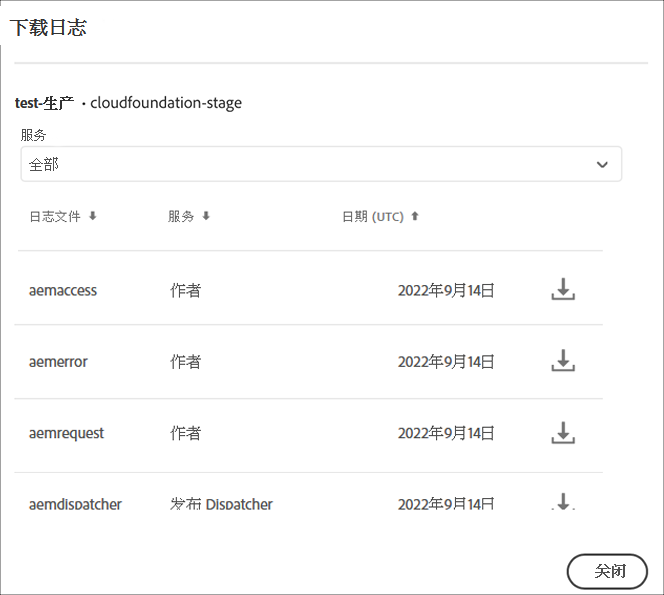 下载日志
test-生产 • cloudfoundation-stage
服务
全部
日志文件 服务 日期 (UTC)
aemaccess 作者 2022年9月14日
aemerror 作者 2022年9月14日
aemrequest 作者 2022年9月14日
aemdispatcher 发布 Dispatcher 2022年9月14日
关闭